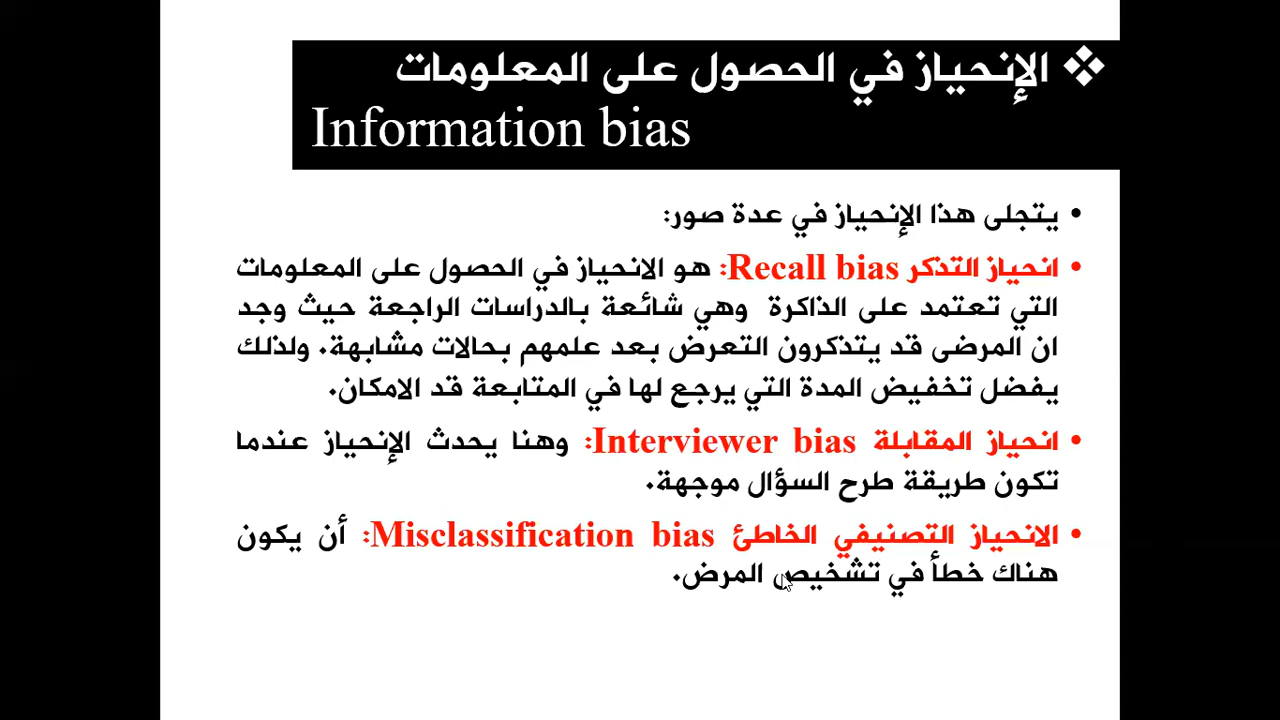 ❖ الإنحياز في الحصول على المعلومات
Information bias
• يتجلى هذا الإنحياز في عدة صور:
• انحياز التذكر Recall bias: هو الانحياز في الحصول على المعلومات
التي تعتمد على الذاكرة وهي شائعة بالدراسات الراجعة حيث وجد
ان المرضى قد يتذكرون التعرض بعد علمهم بحالات مشابهة. ولذلك
يفضل تخفيض المدة التي يرجع لها في المتابعة قد الامكان.
• انحياز المقابلة Interviewer bias: وهنا يحدث الإنحياز عندما
تكون طريقة طرح السؤال موجهة.
• الانحياز التصنيفي الخاطئ Misclassification bias: أن يكون
هناك خطأ في تشخيص المرض.